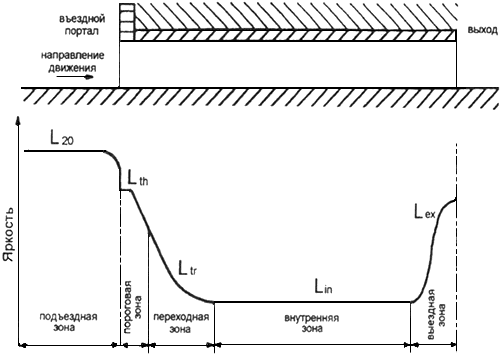 въездной
портал
выход
направление
движения
L20
Lth
Lex
Ltr
Lin
Яркость
подъездная
зона
пороговая
зона
переходная
зона
внутренняя
зона
выездная
зона